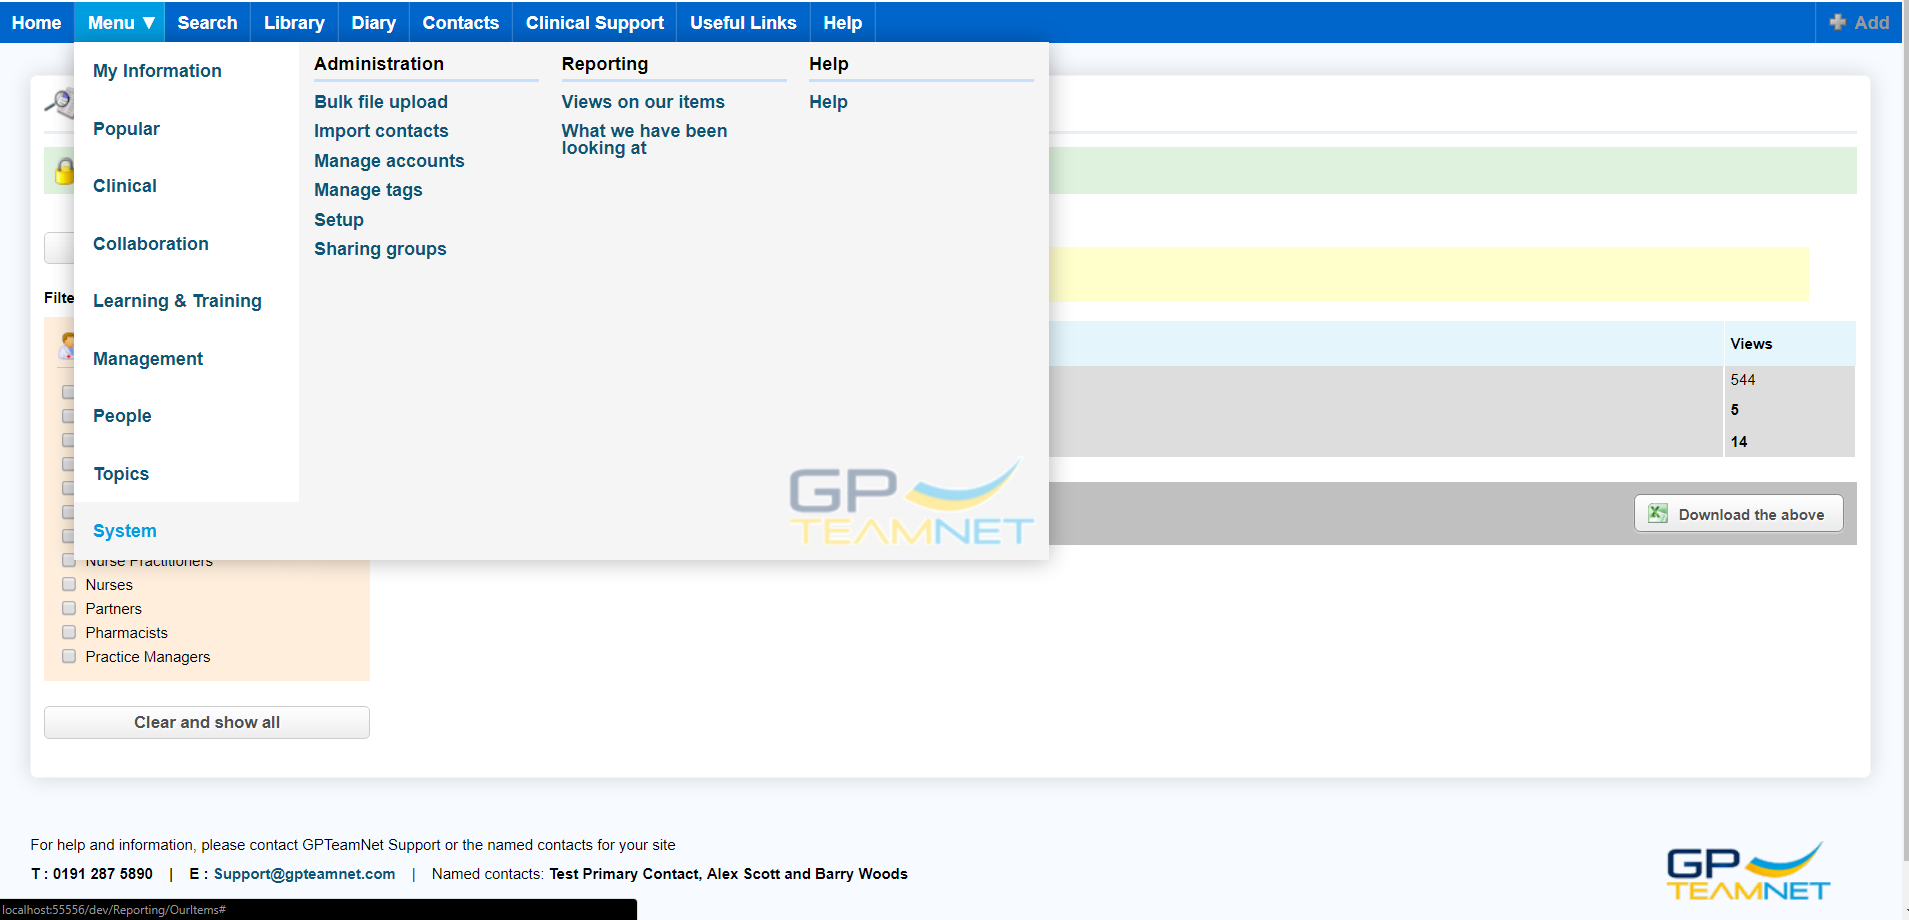 Home Menu ▼ Search Library Diary Contacts Clinical Support Useful Links Help Add
My Information
Popular
Clinical
Collaboration
Learning & Training
Management
People
Topics
System
Administration
Bulk file upload
Import contacts
Manage accounts
Manage tags
Setup
Sharing groups
Reporting
Views on our items
What we have been
looking at
Help
Help
GP
TEAMNET
Filte
Nurse Practitioners
Nurses
Partners
Pharmacists
Practice Managers
Clear and show all
Views
544
5
14
Download the above
For help and information, please contact GPTeamNet Support or the named contacts for your site
T : 0191 287 5890 | E : Support@gpteamnet.com | Named contacts: Test Primary Contact, Alex Scott and Barry Woods
GP
TEAMNET
localhost:55556/dev/Reporting/OurItems#